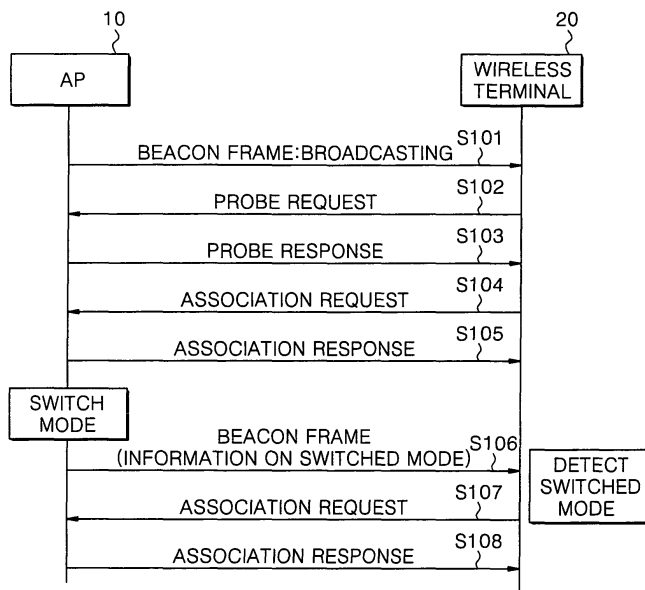 10
20
AP
WIRELESS
TERMINAL
S101
BEACON FRAME:BROADCASTING
S102
PROBE REQUEST
S103
PROBE RESPONSE
S104
ASSOCIATION REQUEST
S105
ASSOCIATION RESPONSE
SWITCH
MODE
BEACON FRAME
(INFORMATION ON SWITCHED MODE)
S106
DETECT
SWITCHED
MODE
S107
ASSOCIATION REQUEST
S108
ASSOCIATION RESPONSE